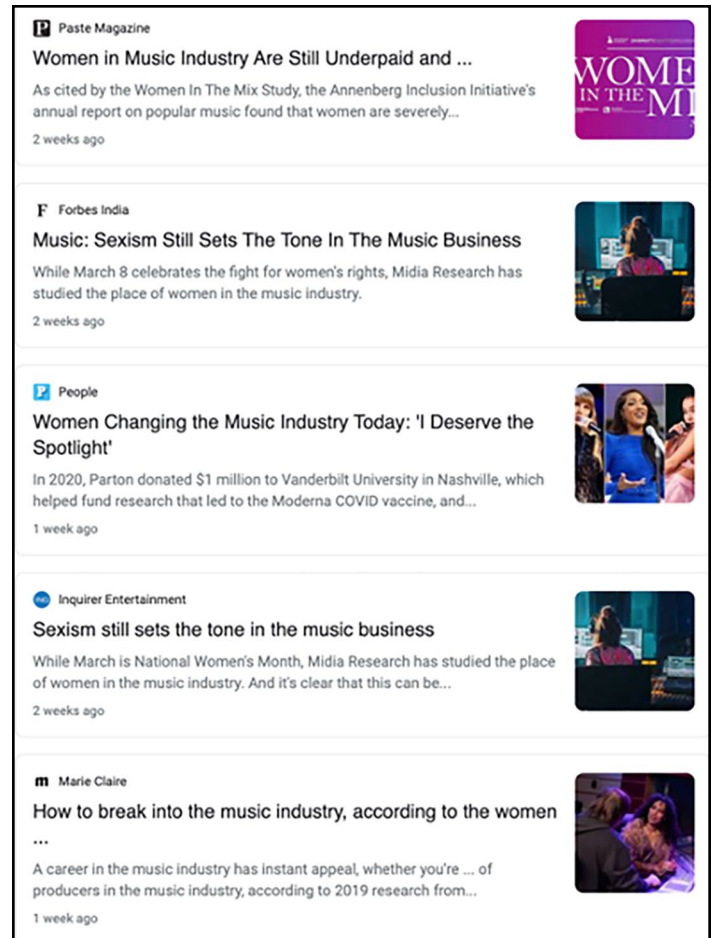 Paste Magazine
Women in Music Industry Are Still Underpaid and ...
As cited by the Women In The Mix Study, the Annenberg Inclusion Initiative's
annual report on popular music found that women are severely...
2 weeks ago
WOME
IN THE MI
F Forbes India
Music: Sexism Still Sets The Tone In The Music Business
While March 8 celebrates the fight for women's rights, Midia Research has
studied the place of women in the music industry.
2 weeks ago
People
Women Changing the Music Industry Today: 'I Deserve the
Spotlight'
In 2020, Parton donated $1 million to Vanderbilt University in Nashville, which
helped fund research that led to the Moderna COVID vaccine, and...
1 week ago
Inquirer Entertainment
Sexism still sets the tone in the music business
While March is National Women's Month, Midia Research has studied the place
of women in the music industry. And it's clear that this can be...
2 weeks ago
m Marie Claire
How to break into the music industry, according to the women
...
A career in the music industry has instant appeal, whether you're ... of
producers in the music industry, according to 2019 research from...
1 week ago